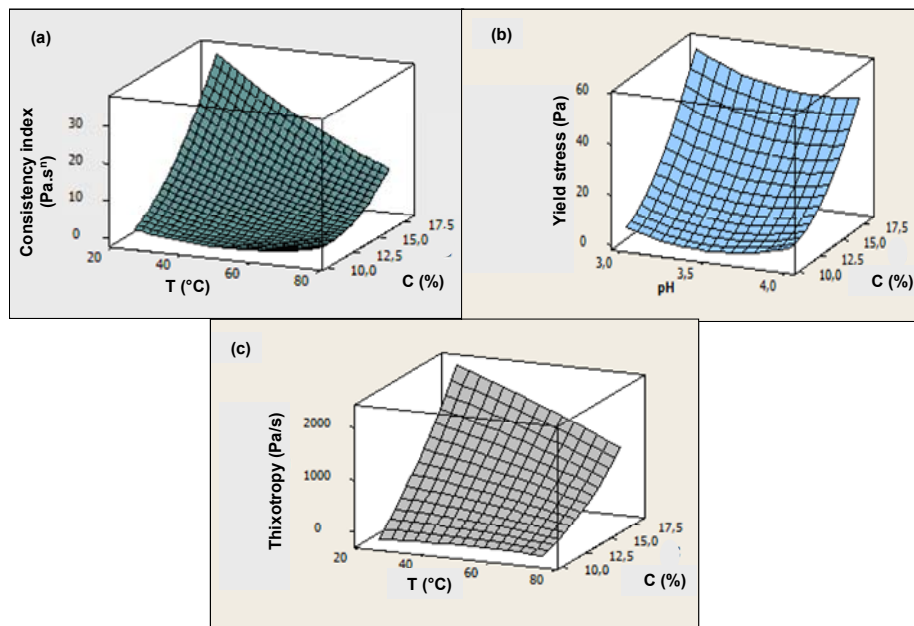 (a)
Consistency index
(Pa.sⁿ)
30
20
10
0
20
40
60
80
T (°C)
10,0
12,5
15,0
17.5
C (%)
(b)
Yield stress (Pa)
60
40
20
0
3,0
3,5
4,0
pH
10,0
12,5
15,0
17,5
C (%)
(c)
Thixotropy (Pa/s)
2000
1000
0
20
40
60
80
T (°C)
10,0
12,5
15,0
17,5
C (%)